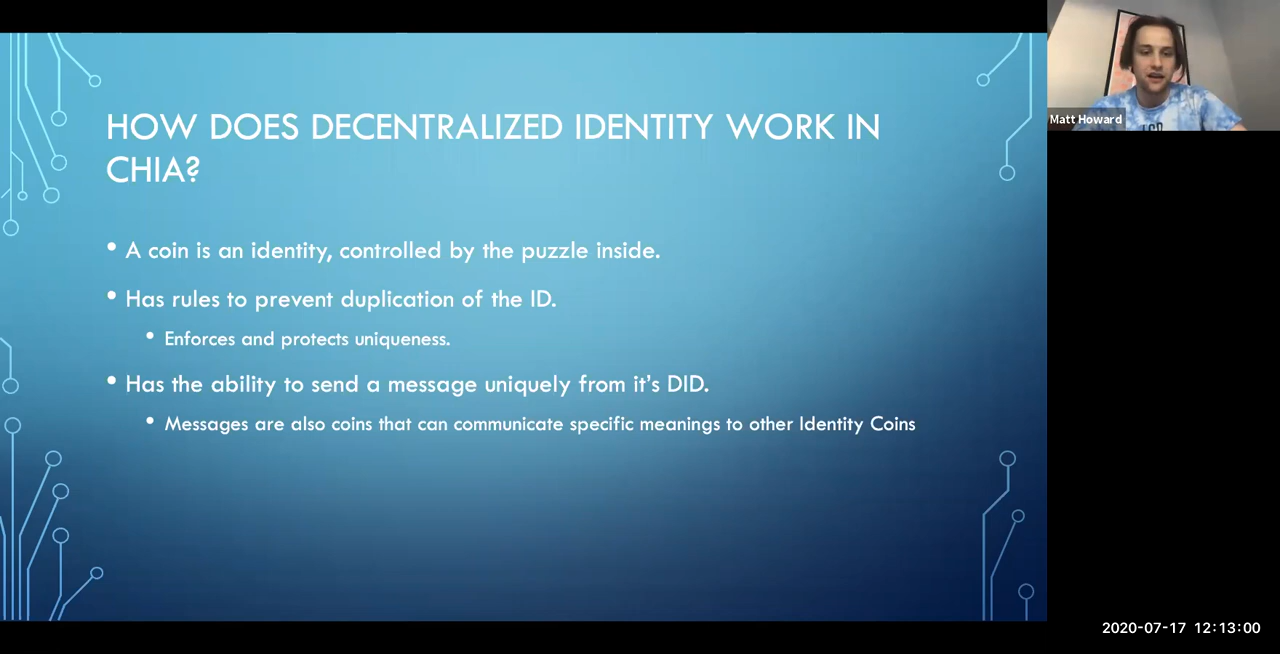 HOW DOES DECENTRALIZED IDENTITY WORK IN
CHIA?
• A coin is an identity, controlled by the puzzle inside.
• Has rules to prevent duplication of the ID.
• Enforces and protects uniqueness.
• Has the ability to send a message uniquely from it's DID.
• Messages are also coins that can communicate specific meanings to other Identity Coins
Matt Howard
2020-07-17 12:13:00